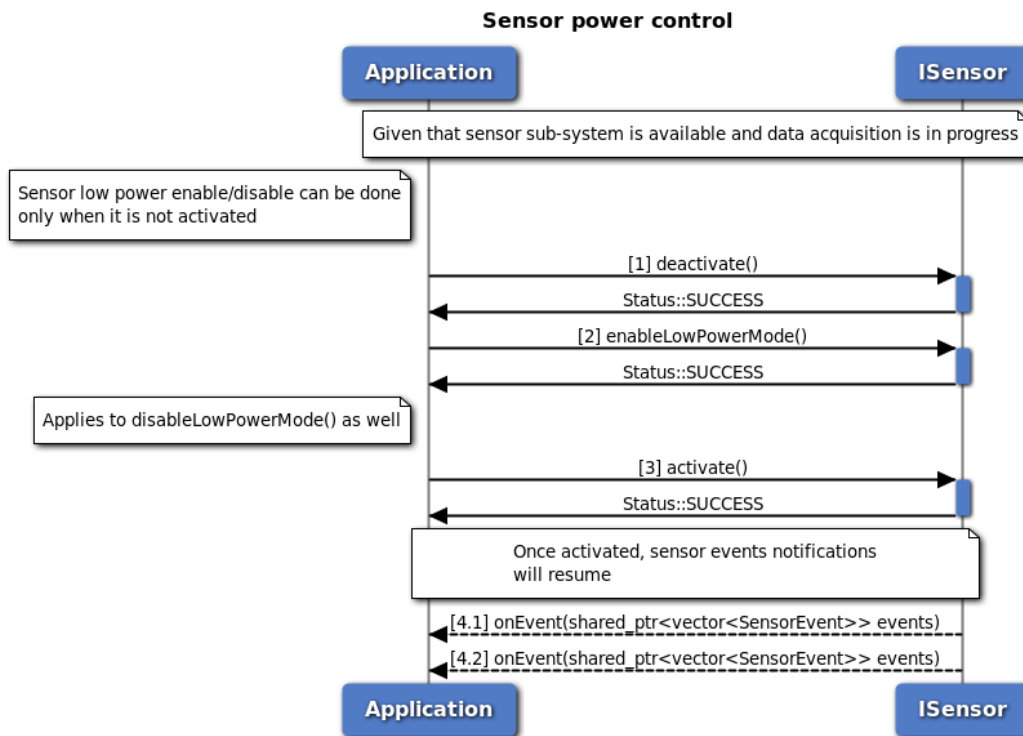 Sensor power control
Application
ISensor
Given that sensor sub-system is available and data acquisition is in progress
Sensor low power enable/disable can be done
only when it is not activated
[1] deactivate()
Status::SUCCESS
[2] enableLowPowerMode()
Status::SUCCESS
Applies to disableLowPowerMode() as well
[3] activate()
Status::SUCCESS
Once activated, sensor events notifications
will resume
[4.1] onEvent(shared_ptr<vector<SensorEvent>> events)
[4.2] onEvent(shared_ptr<vector<SensorEvent>> events)
Application
ISensor